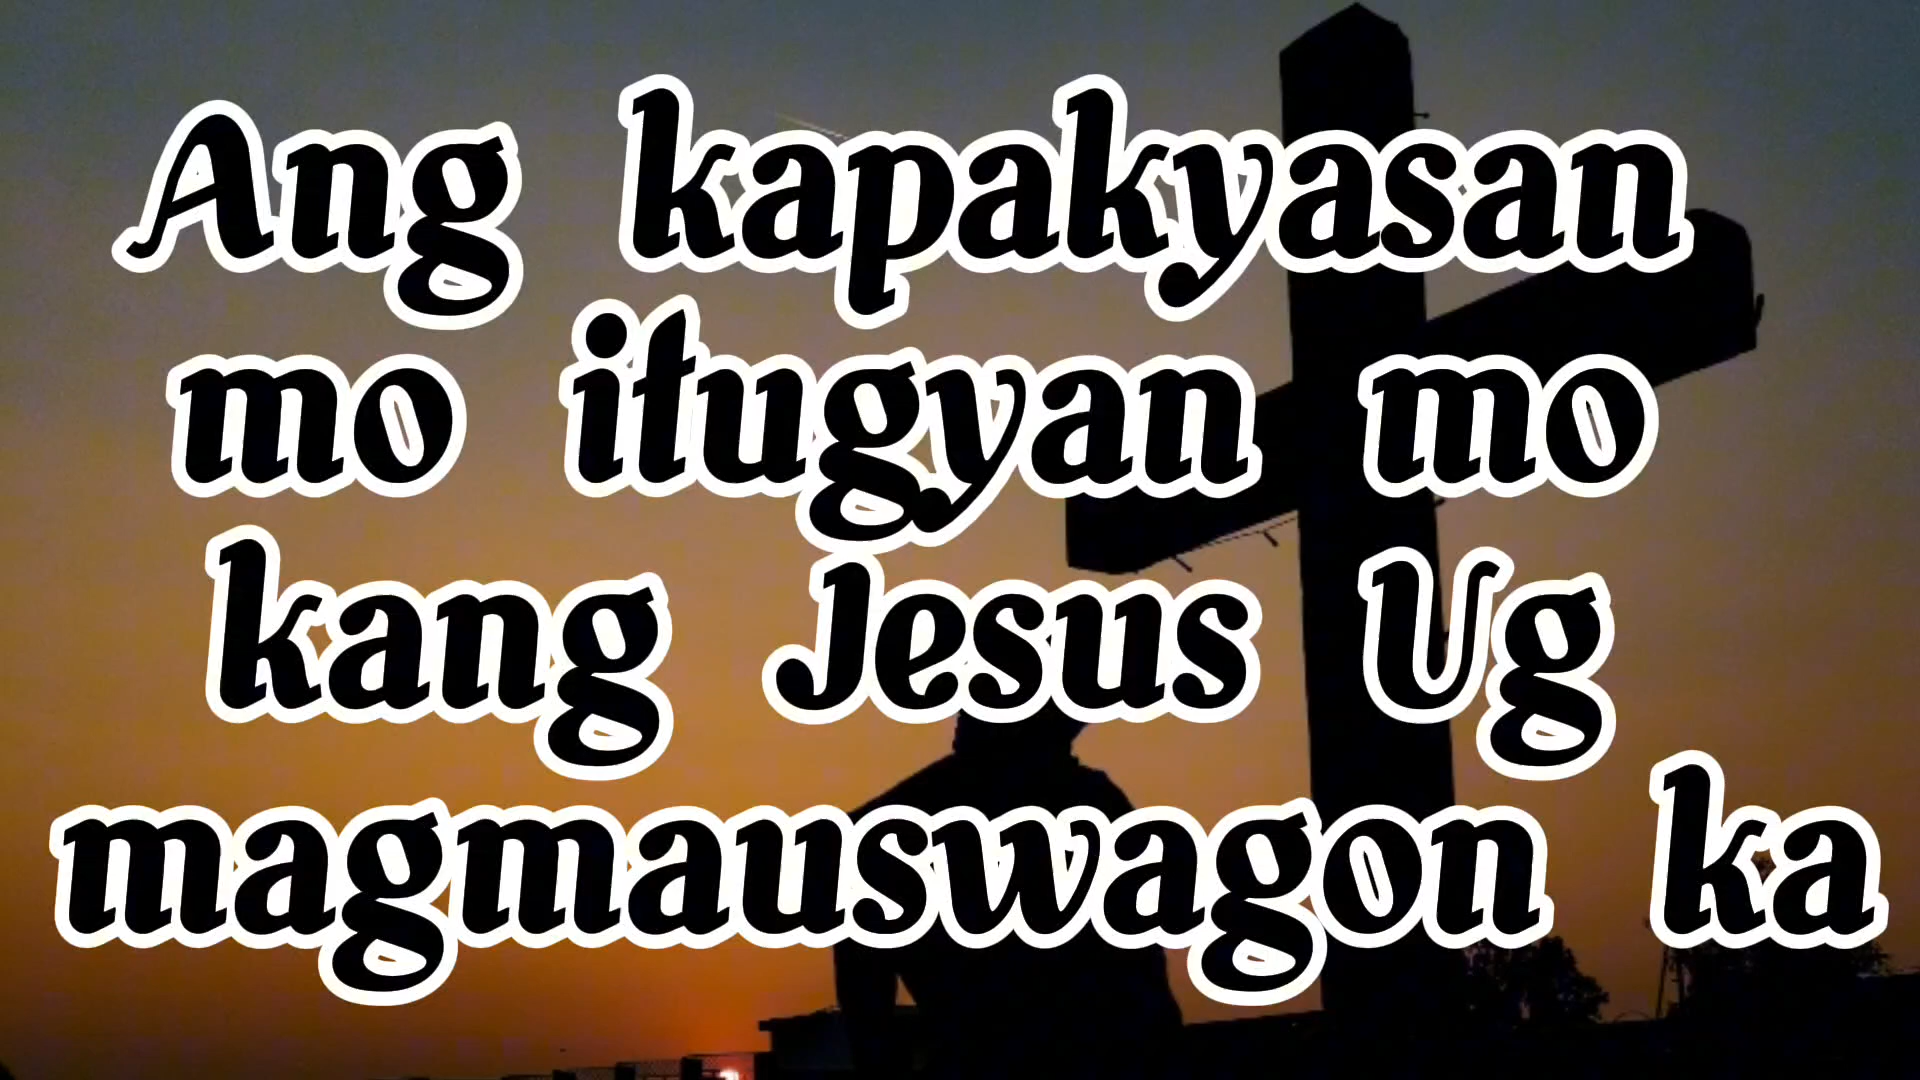 Ang kapakyasan
mo itugyan mo
kang Jesus Ug
magmauswagon ka